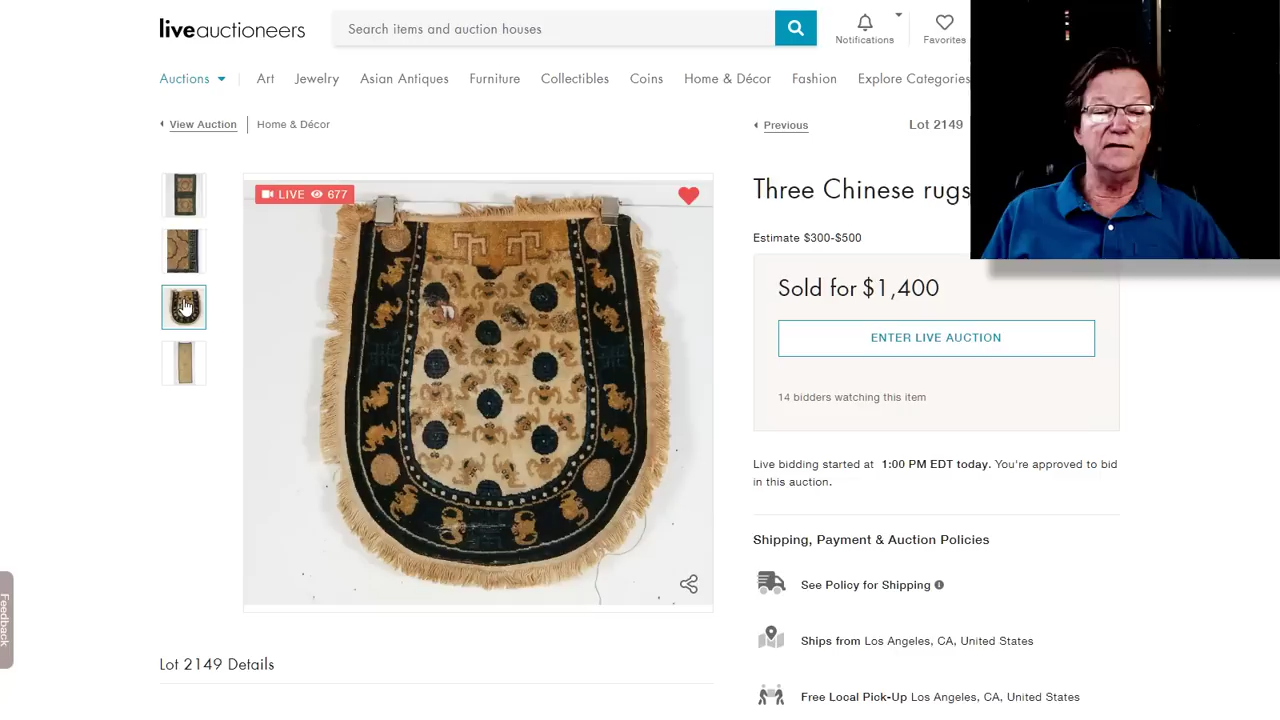 liveauctioneers
Search items and auction houses
Notifications
Favorites
Auctions Art Jewelry Asian Antiques Furniture Collectibles Coins Home & Décor Fashion Explore Categories
View Auction Home & Décor
Previous
Lot 2149
LIVE 677
Three Chinese rugs
Estimate $300-$500
Sold for $1,400
ENTER LIVE AUCTION
14 bidders watching this item
Live bidding started at 1:00 PM EDT today. You're approved to bid
in this auction.
Shipping, Payment & Auction Policies
See Policy for Shipping
Ships from Los Angeles, CA, United States
Free Local Pick-Up Los Angeles, CA, United States
Lot 2149 Details
Feedback